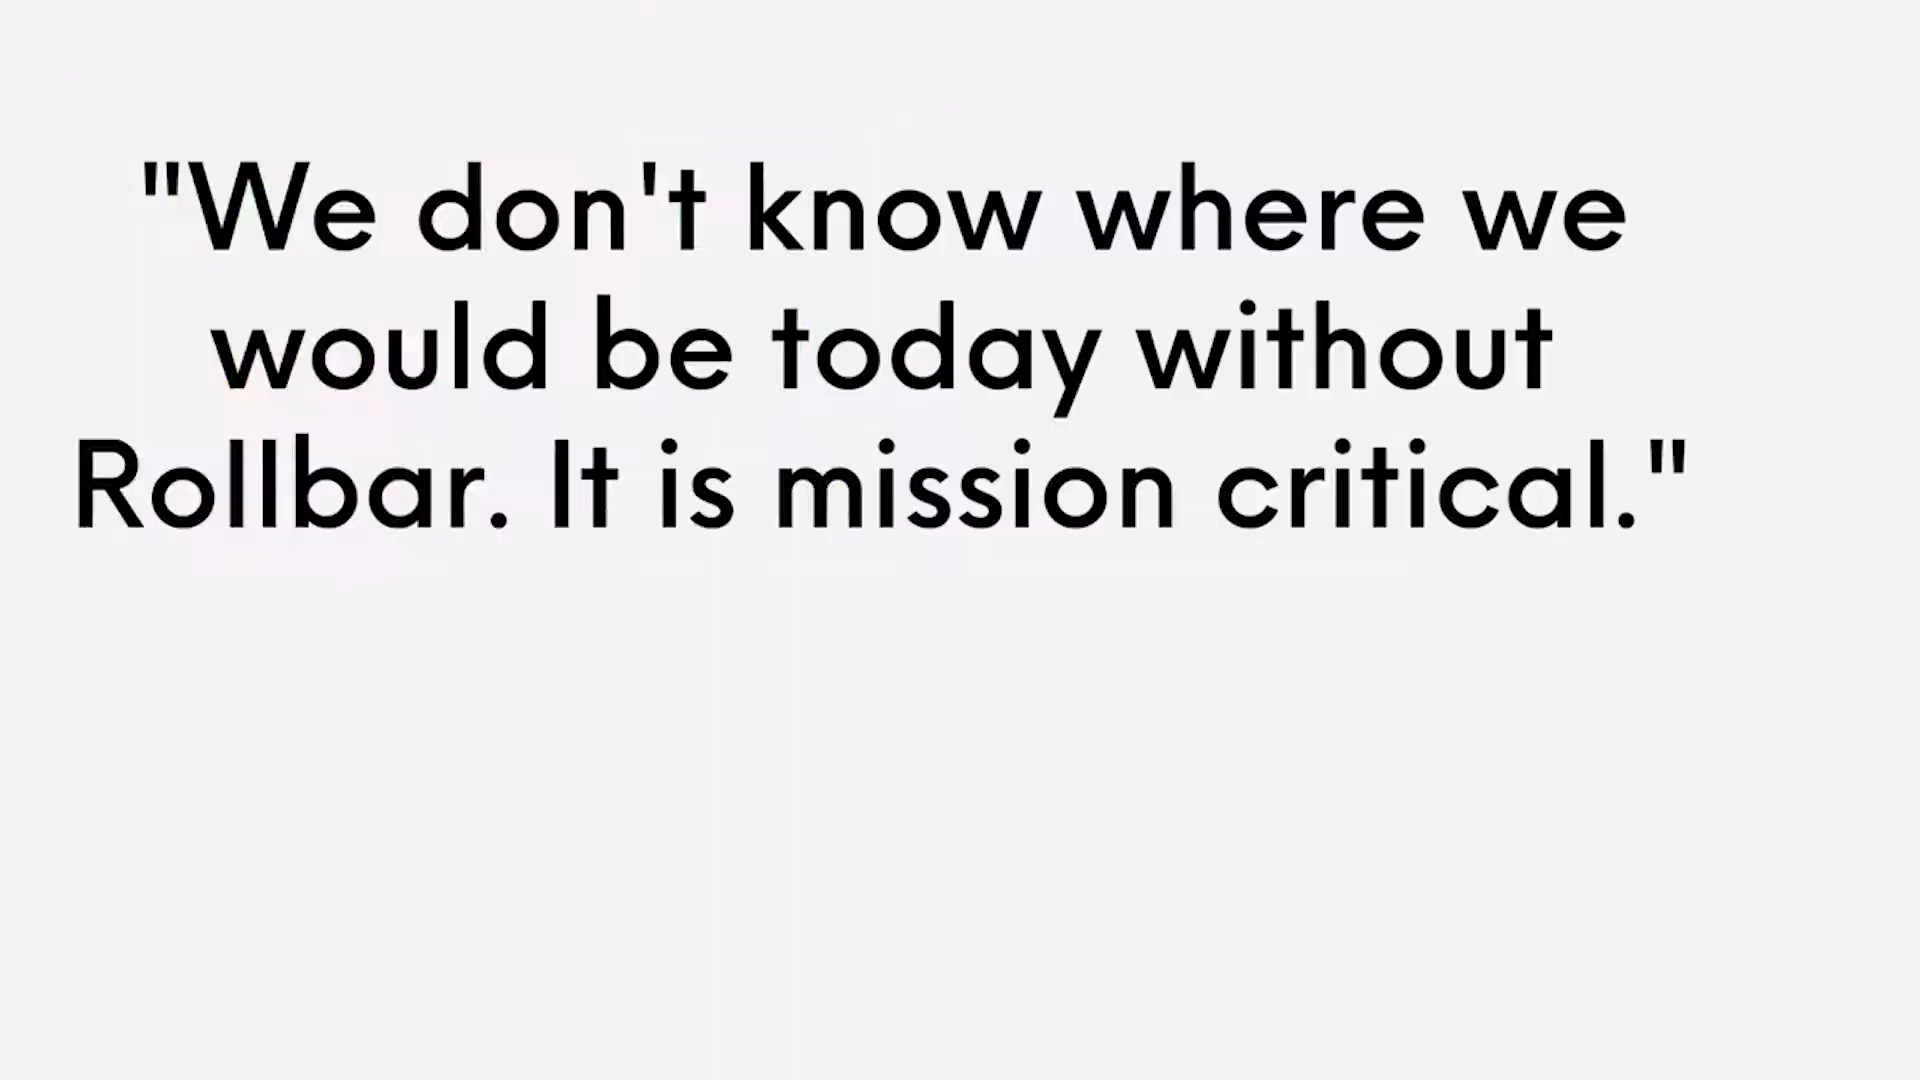 "We don't know where we
would be today without
Rollbar. It is mission critical."